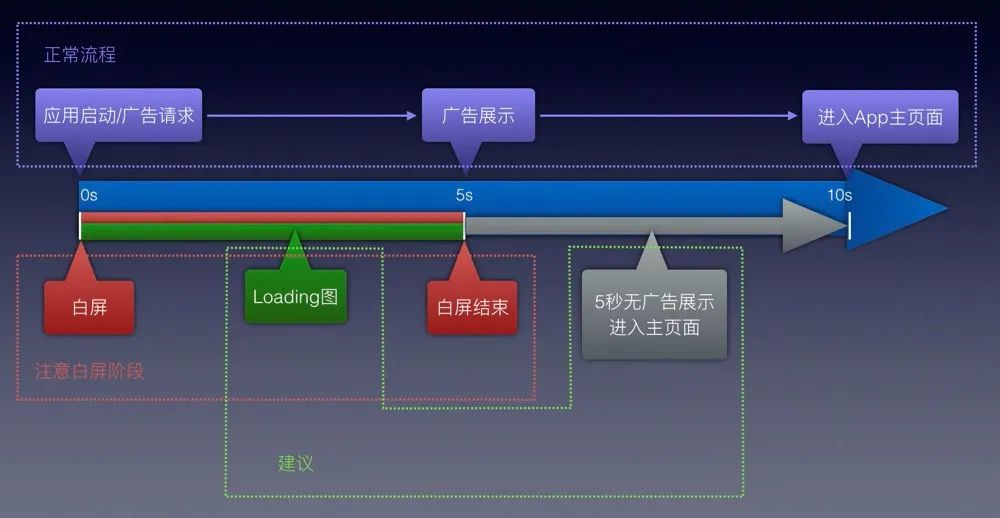 正常流程
应用启动/广告请求
广告展示
进入App主页面
0s
5s
10s
白屏
Loading图
白屏结束
5秒无广告展示
进入主页面
注意白屏阶段
建议